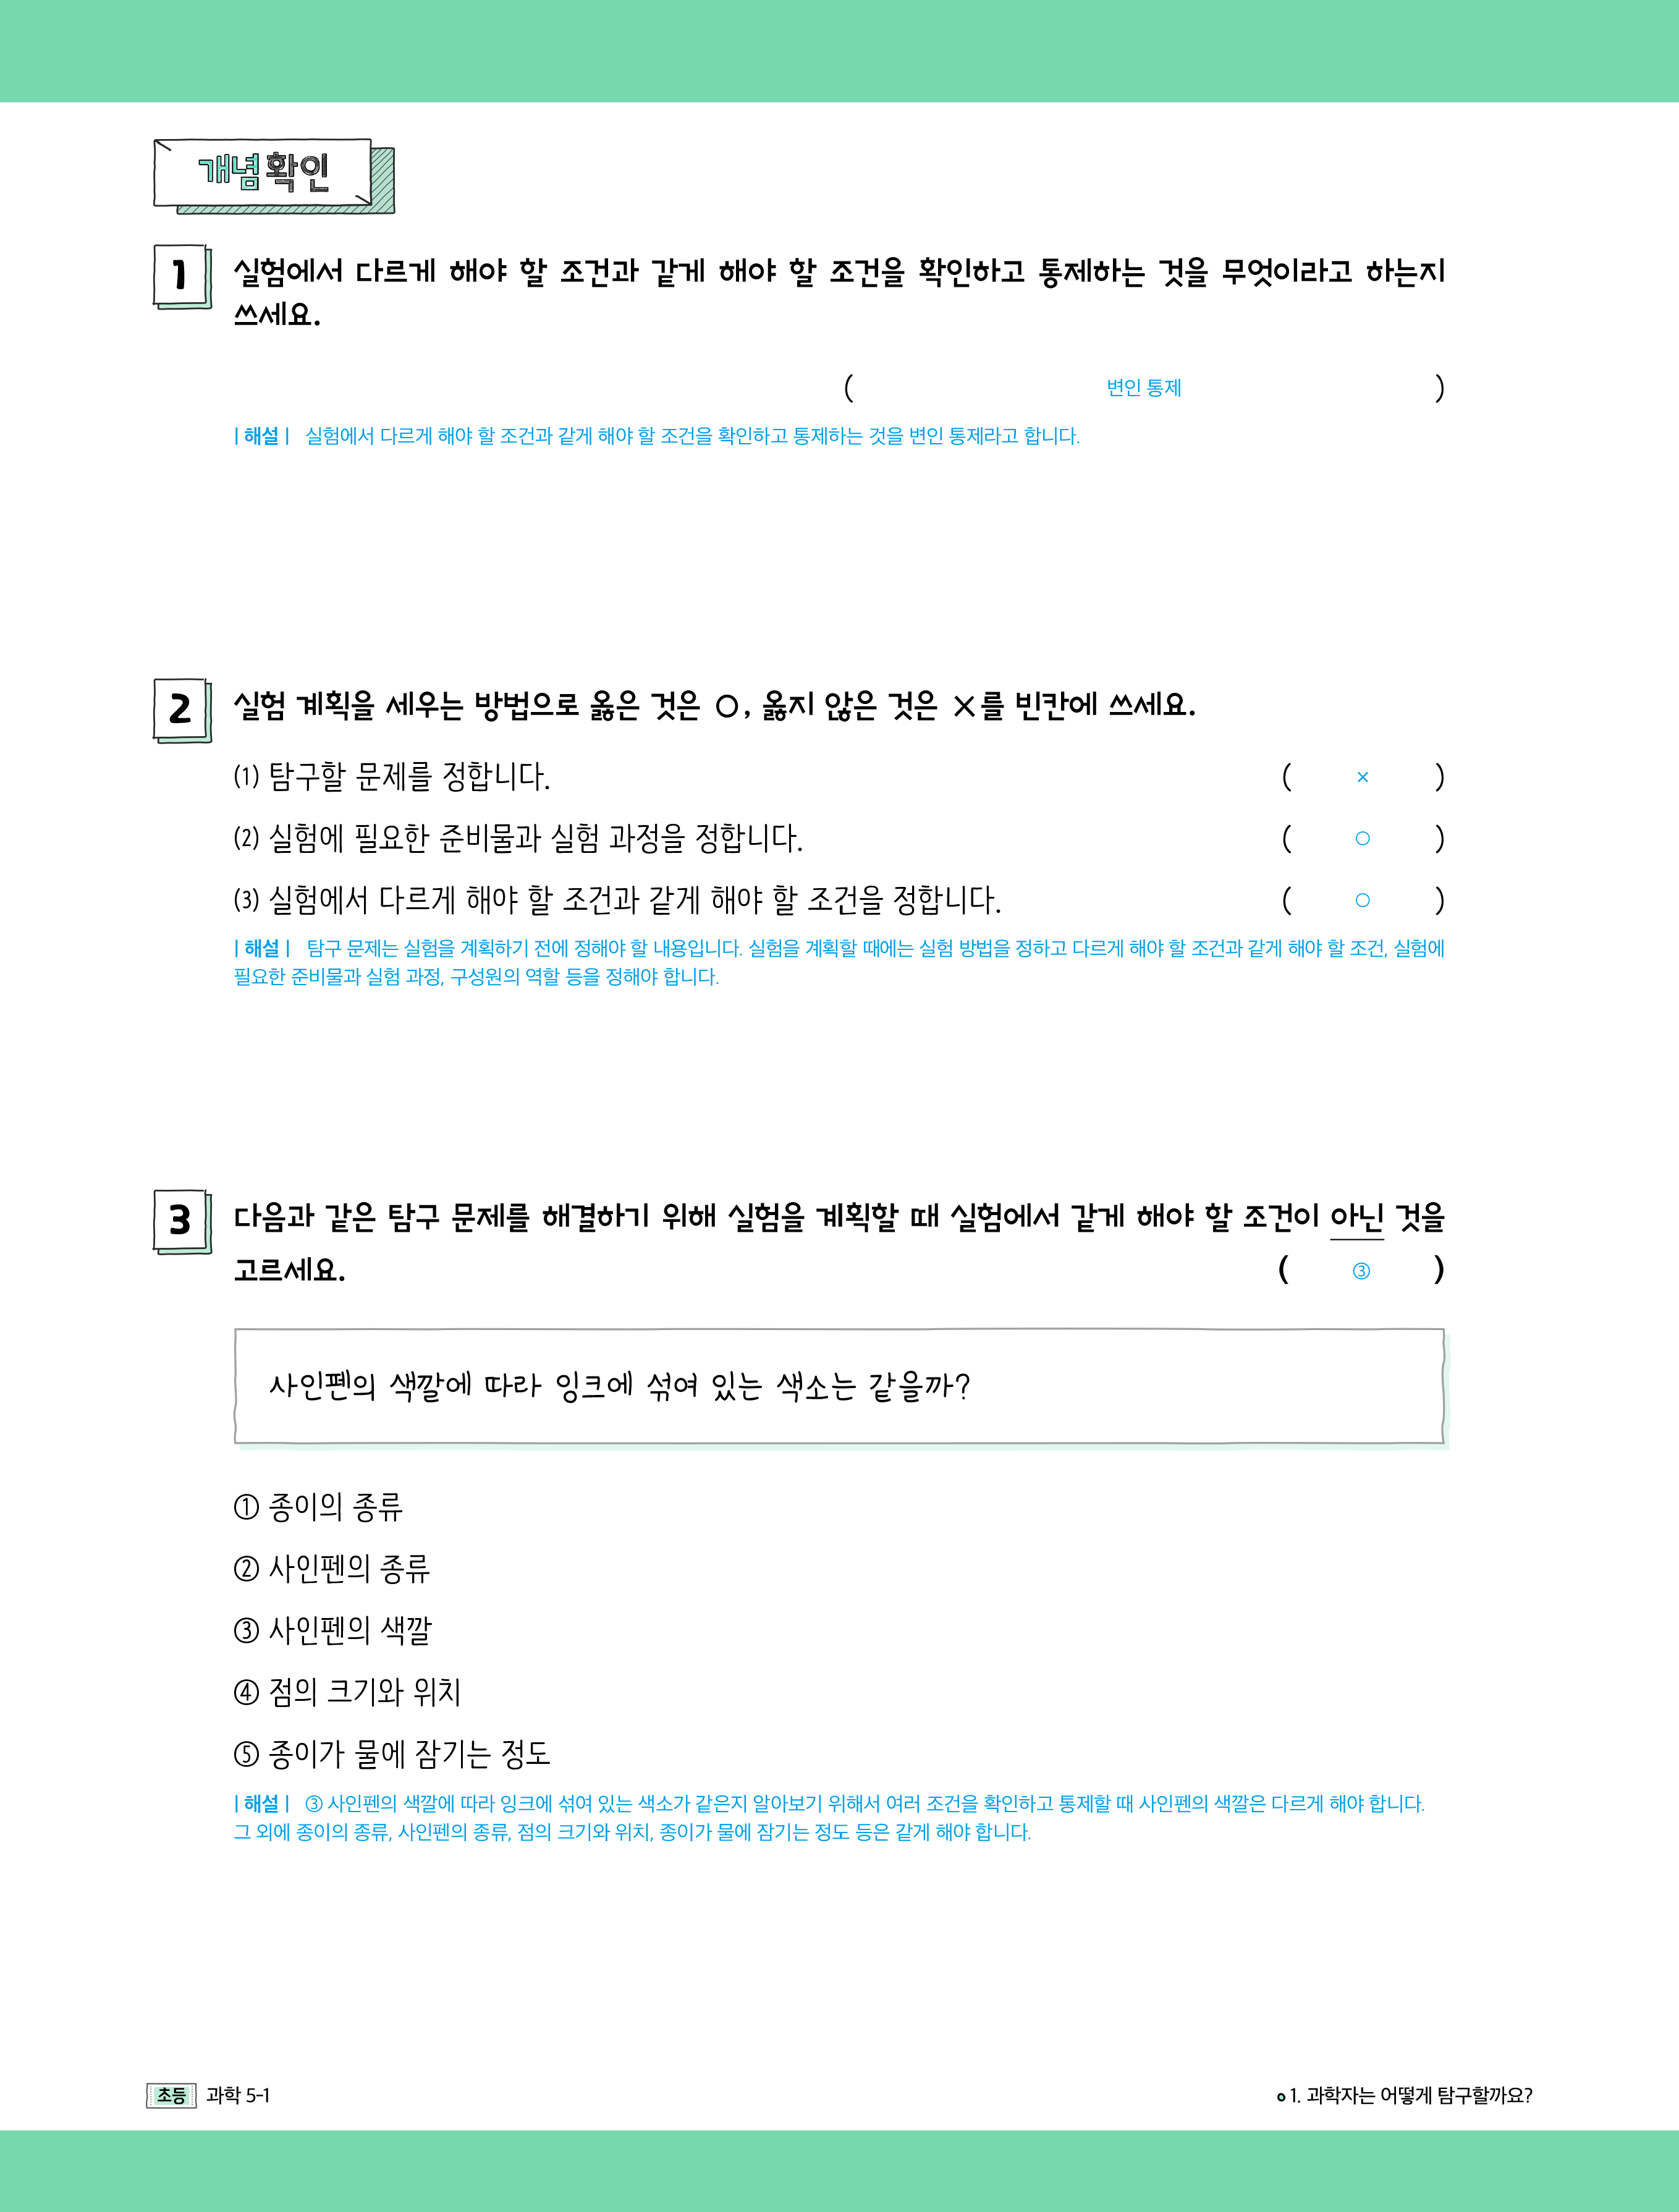 개념확인
1
실험에서 다르게 해야 할 조건과 같게 해야 할 조건을 확인하고 통제하는 것을 무엇이라고 하는지
쓰세요.
( 변인 통제 )
| 해설 | 실험에서 다르게 해야 할 조건과 같게 해야 할 조건을 확인하고 통제하는 것을 변인 통제라고 합니다.
2
실험 계획을 세우는 방법으로 옳은 것은 ○, 옳지 않은 것은 ×를 빈칸에 쓰세요.
(1) 탐구할 문제를 정합니다. ( × )
(2) 실험에 필요한 준비물과 실험 과정을 정합니다. ( ○ )
(3) 실험에서 다르게 해야 할 조건과 같게 해야 할 조건을 정합니다. ( ○ )
| 해설 | 탐구 문제는 실험을 계획하기 전에 정해야 할 내용입니다. 실험을 계획할 때에는 실험 방법을 정하고 다르게 해야 할 조건과 같게 해야 할 조건, 실험에
필요한 준비물과 실험 과정, 구성원의 역할 등을 정해야 합니다.
3
다음과 같은 탐구 문제를 해결하기 위해 실험을 계획할 때 실험에서 같게 해야 할 조건이 아닌 것을
고르세요. ( ③ )
사인펜의 색깔에 따라 잉크에 섞여 있는 색소는 같을까?
① 종이의 종류
② 사인펜의 종류
③ 사인펜의 색깔
④ 점의 크기와 위치
⑤ 종이가 물에 잠기는 정도
| 해설 | ③ 사인펜의 색깔에 따라 잉크에 섞여 있는 색소가 같은지 알아보기 위해서 여러 조건을 확인하고 통제할 때 사인펜의 색깔은 다르게 해야 합니다.
그 외에 종이의 종류, 사인펜의 종류, 점의 크기와 위치, 종이가 물에 잠기는 정도 등은 같게 해야 합니다.
초등 과학 5-1
1. 과학자는 어떻게 탐구할까요?